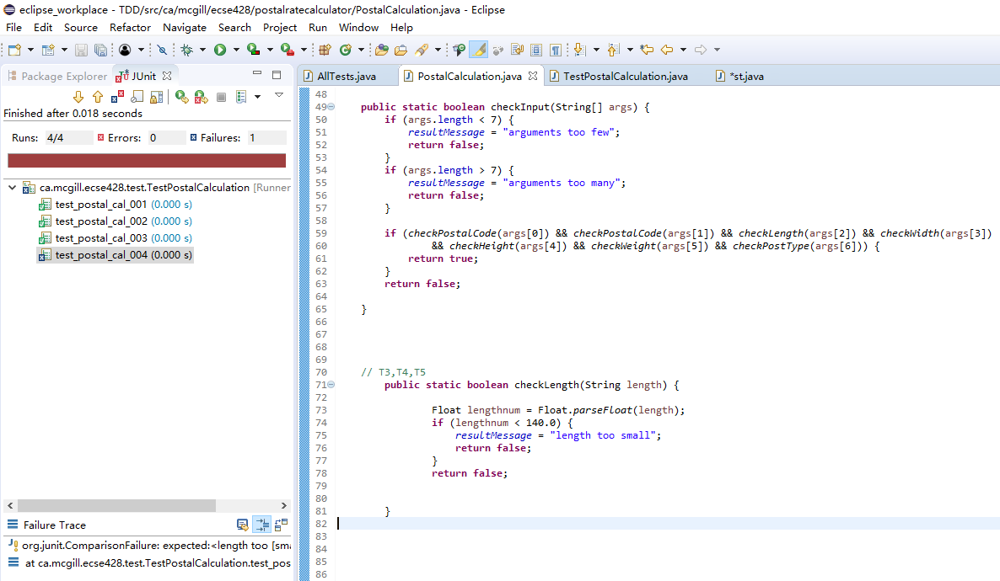 eclipse_workplace - TDD/src/ca/mcgill/ecse428/postalratecalculator/PostalCalculation.java - Eclipse
File Edit Source Refactor Navigate Search Project Run Window Help
Package Explorer JUnit
Finished after 0.018 seconds
Runs: 4/4 Errors: 0 Failures: 1
ca.mcgill.ecse428.test.TestPostalCalculation [Runner
test_postal_cal_001 (0.000 s)
test_postal_cal_002 (0.000 s)
test_postal_cal_003 (0.000 s)
test_postal_cal_004 (0.000 s)
Failure Trace
org.junit.ComparisonFailure: expected:<length too [sma
at ca.mcgill.ecse428.test.TestPostalCalculation.test_pos
AllTests.java PostalCalculation.java TestPostalCalculation.java *st.java
48
49 public static boolean checkInput(String[] args) {
50 if (args.length < 7) {
51 resultMessage = "arguments too few";
52 return false;
53 }
54 if (args.length > 7) {
55 resultMessage = "arguments too many";
56 return false;
57 }
58
59 if (checkPostalCode(args[0]) && checkPostalCode(args[1]) && checkLength(args[2]) && checkWidth(args[3])
60 && checkHeight(args[4]) && checkWeight(args[5]) && checkPostType(args[6])) {
61 return true;
62 }
63 return false;
64
65 }
66
67
68
69
70 // T3,T4,T5
71 public static boolean checkLength(String length) {
72
73 Float lengthnum = Float.parseFloat(length);
74 if (lengthnum < 140.0) {
75 resultMessage = "length too small";
76 return false;
77 }
78 return false;
79
80
81 }
82
83
84
85
86